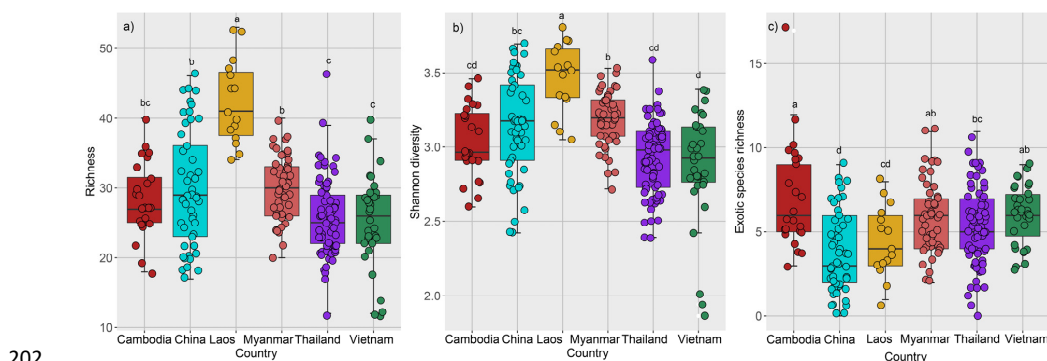 a)
Richness
50
40
30
20
10
bc
b
a
b
c
c
Cambodia China Laos Myanmar Thailand Vietnam
Country
b)
Shannon diversity
3.5
3.0
2.5
2.0
cd
bc
a
b
cd
d
Cambodia China Laos Myanmar Thailand Vietnam
Country
c)
Exotic species richness
15
10
5
0
a
d
cd
ab
bc
ab
Cambodia China Laos Myanmar Thailand Vietnam
Country
202